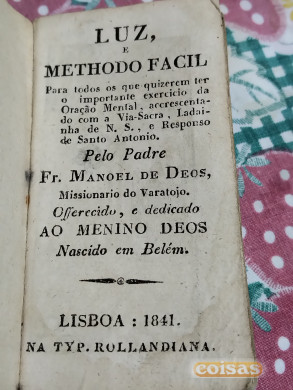 LUZ,
E
METHODO FACIL
Para todos os que quizerem ter
o importante exercicio da
Oração Mental, accrescenta-
do com a Via-Sacra, Ladai-
nha de N. S., e Responso
de Santo Antonio.
Pelo Padre
FR. MANOEL DE DEOS,
Missionario do Varatojo.
Offerecido, e dedicado
AO MENINO DEOS
Nascido em Belém.
LISBOA: 1841.
NA TYP. ROLLANDIANA.
coisas